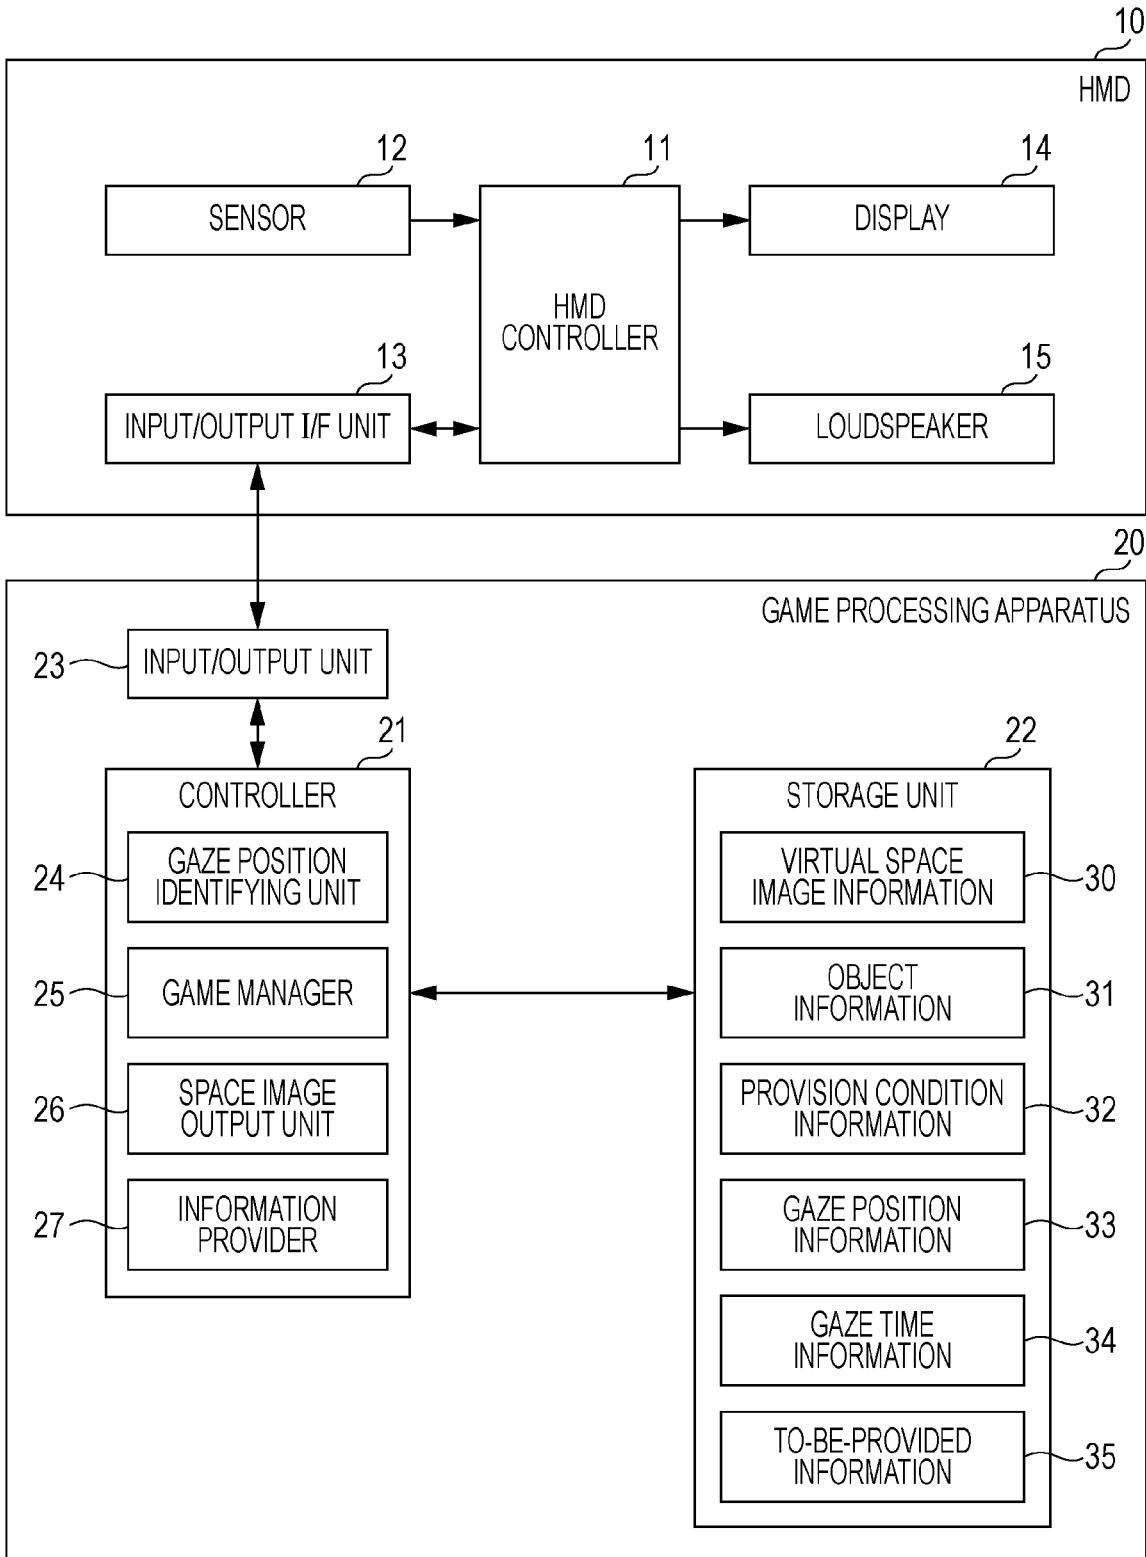 10
HMD
12
SENSOR
11
HMD
CONTROLLER
14
DISPLAY
13
INPUT/OUTPUT I/F UNIT
15
LOUDSPEAKER
20
GAME PROCESSING APPARATUS
23
INPUT/OUTPUT UNIT
21
CONTROLLER
24
GAZE POSITION
IDENTIFYING UNIT
25
GAME MANAGER
26
SPACE IMAGE
OUTPUT UNIT
27
INFORMATION
PROVIDER
22
STORAGE UNIT
VIRTUAL SPACE
IMAGE INFORMATION
30
OBJECT
INFORMATION
31
PROVISION CONDITION
INFORMATION
32
GAZE POSITION
INFORMATION
33
GAZE TIME
INFORMATION
34
TO-BE-PROVIDED
INFORMATION
35